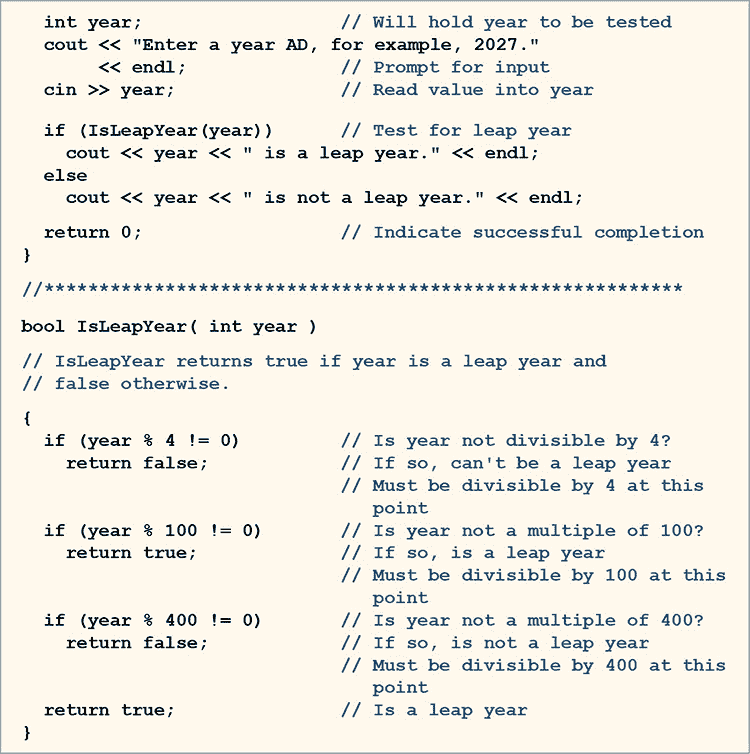 int year;                  // Will hold year to be tested
cout << "Enter a year AD, for example, 2027."
     << endl;              // Prompt for input
cin >> year;               // Read value into year
if (IsLeapYear(year))      // Test for leap year
  cout << year << " is a leap year." << endl;
else
  cout << year << " is not a leap year." << endl;
return 0;                  // Indicate successful completion
}
//**********************************************************
bool IsLeapYear( int year )
// IsLeapYear returns true if year is a leap year and
// false otherwise.
{
  if (year % 4 != 0)         // Is year not divisible by 4?
    return false;            // If so, can't be a leap year
                             // Must be divisible by 4 at this
                                point
  if (year % 100 != 0)       // Is year not a multiple of 100?
    return true;             // If so, is a leap year
                             // Must be divisible by 100 at this
                                point
  if (year % 400 != 0)       // Is year not a multiple of 400?
    return false;            // If so, is not a leap year
                             // Must be divisible by 400 at this
                                point
  return true;               // Is a leap year
}